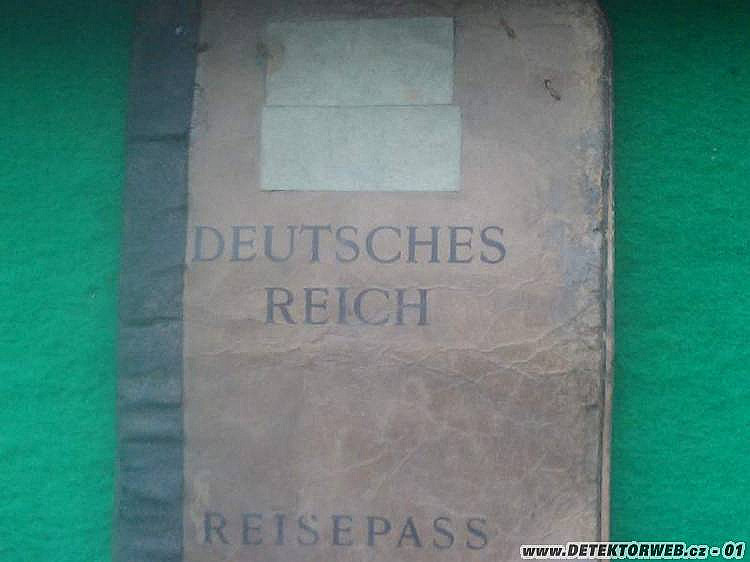 DEUTSCHES
REICH
REISEPASS
www.DETEKTORWEB.cz - 01